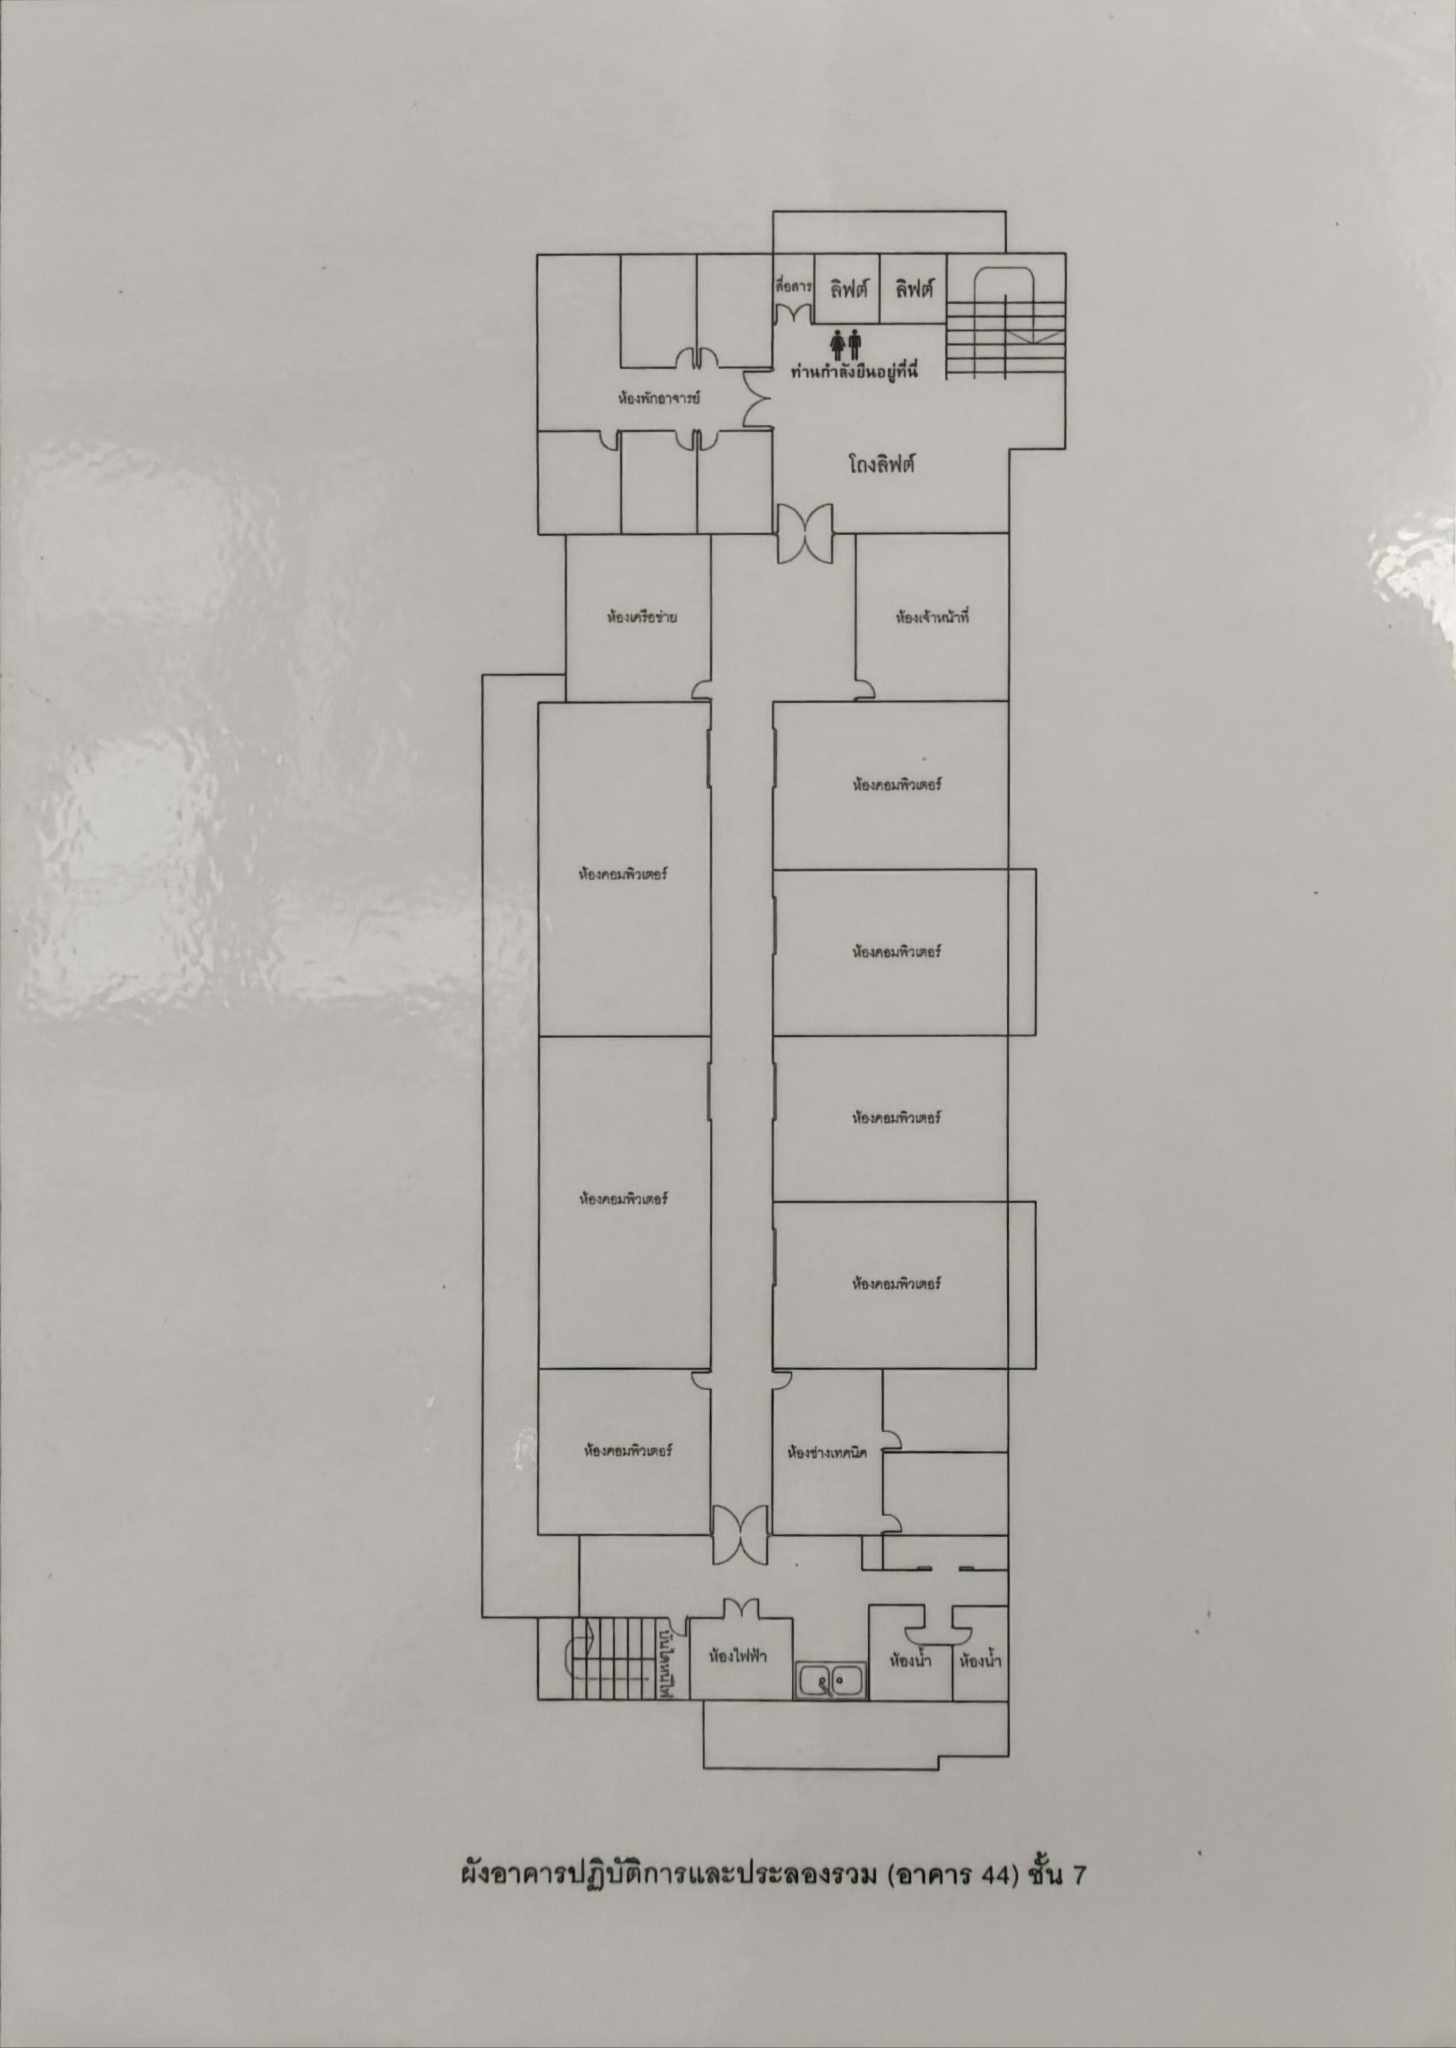 สื่อสาร
ลิฟต์
ลิฟต์
ท่านกำลังยืนอยู่ที่นี่
ห้องพักอาจารย์
โถงลิฟต์
ห้องเครือข่าย
ห้องเจ้าหน้าที่
ห้องคอมพิวเตอร์
ห้องคอมพิวเตอร์
ห้องคอมพิวเตอร์
ห้องคอมพิวเตอร์
ห้องคอมพิวเตอร์
ห้องคอมพิวเตอร์
ห้องคอมพิวเตอร์
ห้องช่างเทคนิค
บันไดหนีไฟ
ห้องไฟฟ้า
ห้องน้ำ
ห้องน้ำ
ผังอาคารปฏิบัติการและประลองรวม (อาคาร 44) ชั้น 7